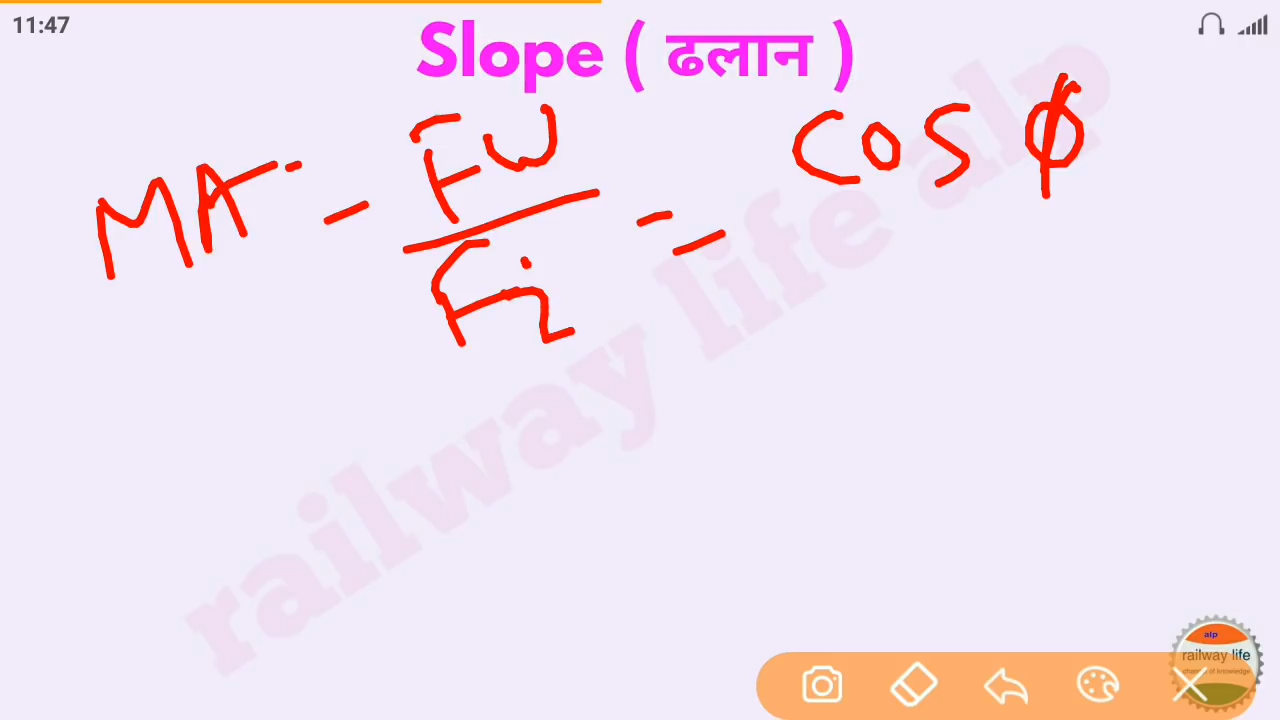 11:47
Slope ( ढलान )
MA = Fw / Fi = cos φ
railway life alp
alp
railway life